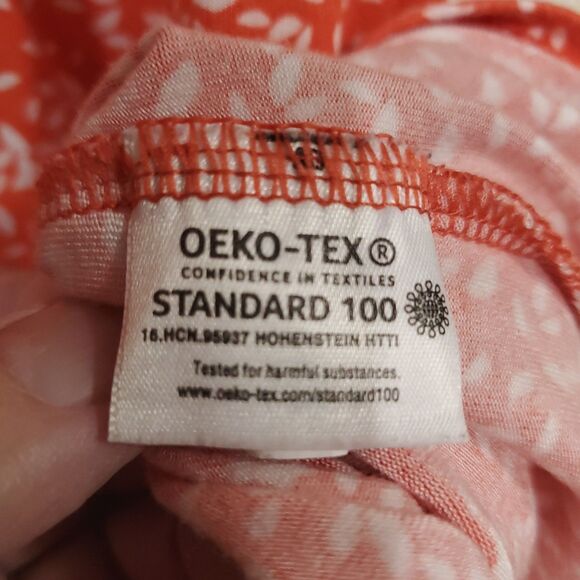 OEKO-TEX®
CONFIDENCE IN TEXTILES
STANDARD 100
16.HCN.95937 HOHENSTEIN HTTI
Tested for harmful substances.
www.oeko-tex.com/standard100